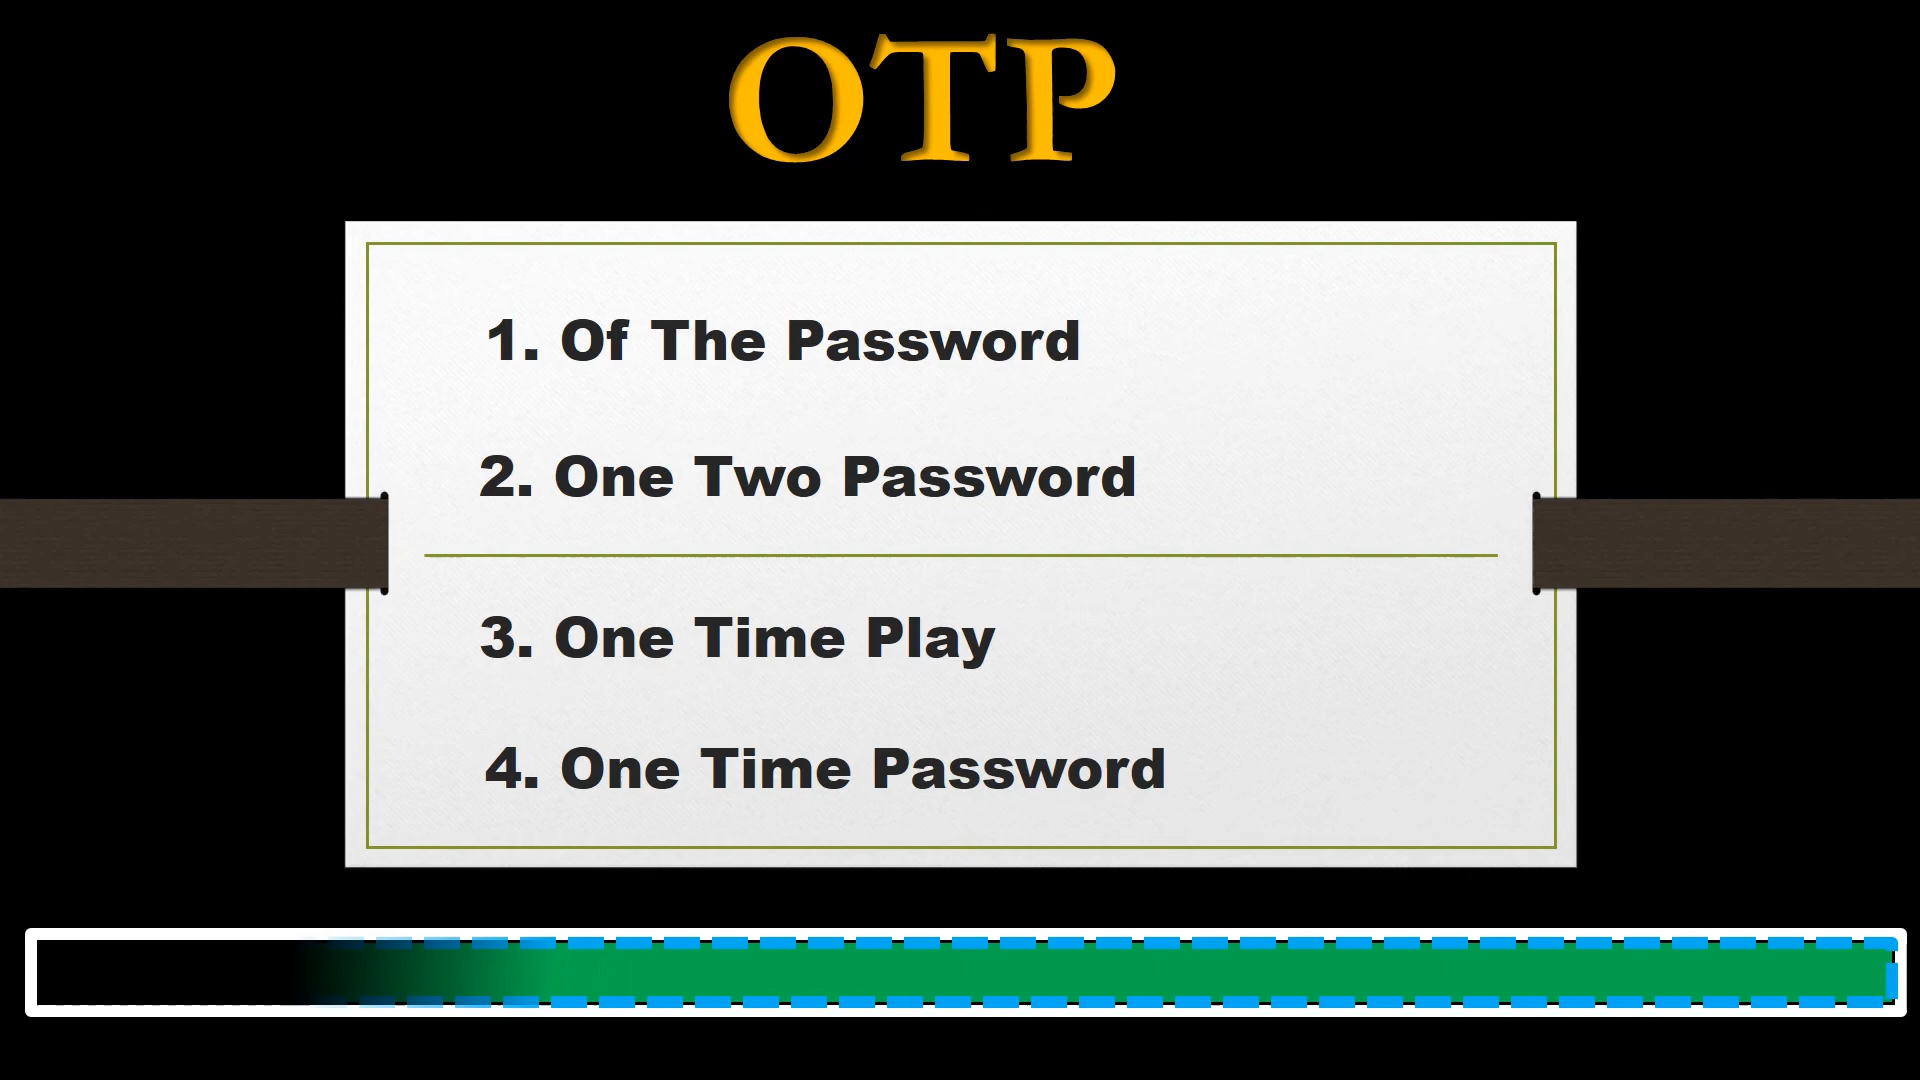 OTP
1. Of The Password
2. One Two Password
3. One Time Play
4. One Time Password